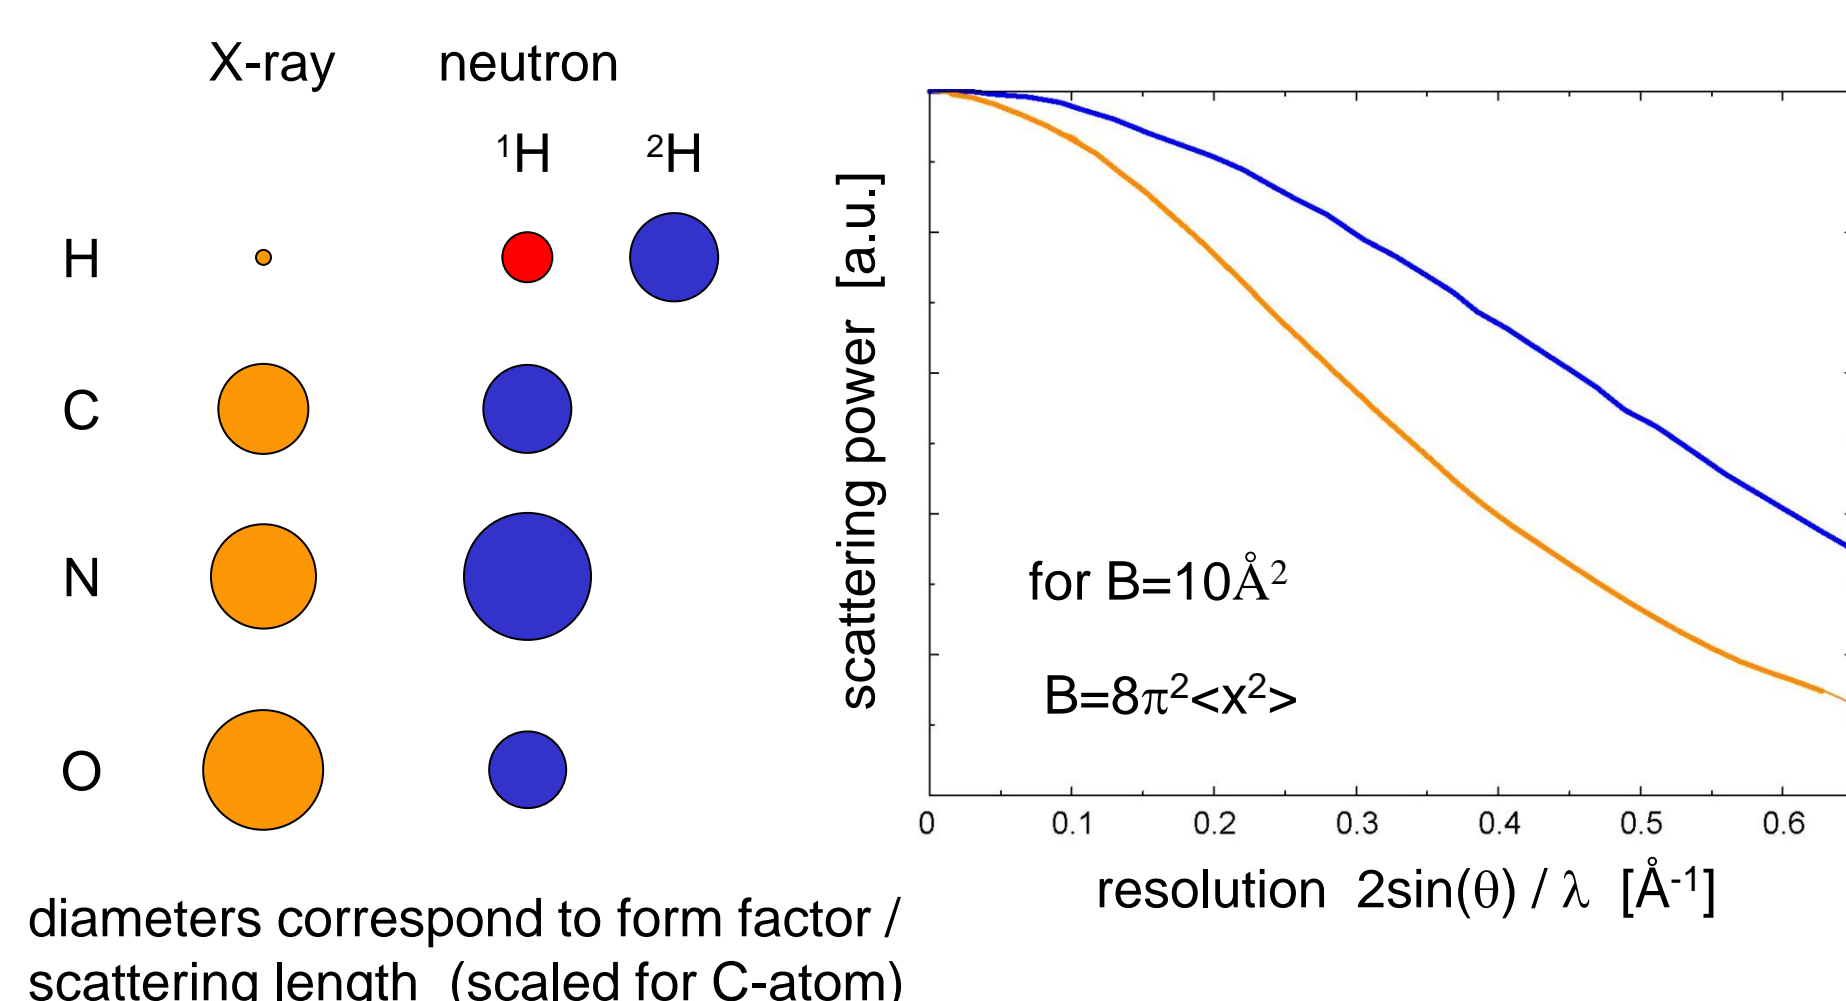 X-ray neutron
¹H ²H
H
C
N
O
diameters correspond to form factor /
scattering length (scaled for C-atom)
scattering power [a.u.]
for B=10Å²
B=8π²<x²>
0 0.1 0.2 0.3 0.4 0.5 0.6
resolution 2sin(θ) / λ [Å⁻¹]